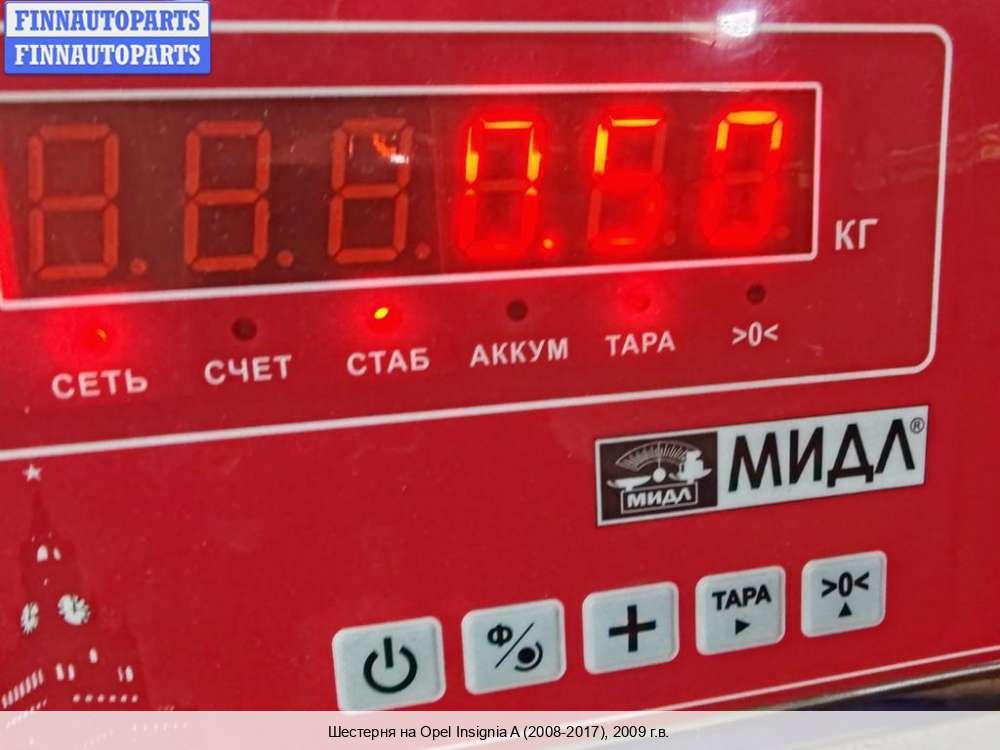 FINNAUTOPARTS
FINNAUTOPARTS
0.50
КГ
СЕТЬ СЧЕТ СТАБ АККУМ ТАРА >0<
МИДЛ МИДЛ®
Ф ТАРА >0<
Шестерня на Opel Insignia A (2008-2017), 2009 г.в.